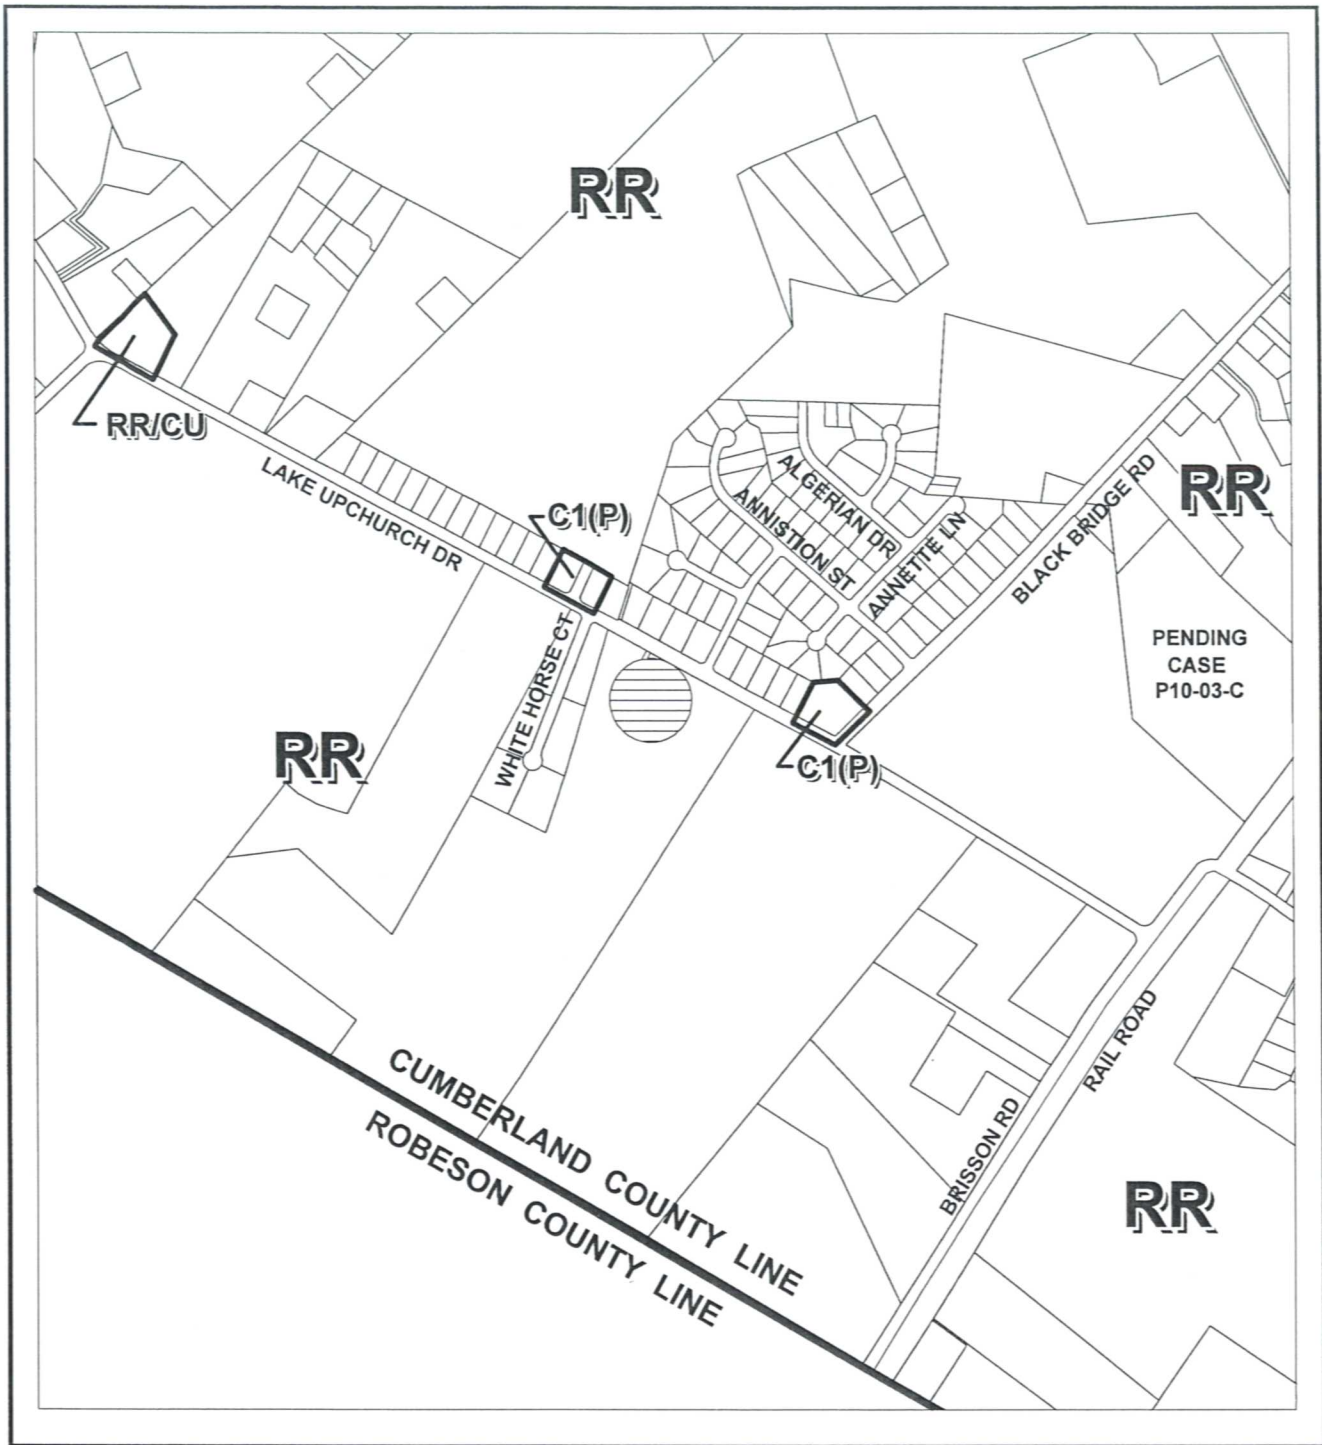 RR
RR/CU
LAKE UPCHURCH DR
C1(P)
ALGERIAN DR
ANNISTION ST
ANNETTE LN
BLACK BRIDGE RD
RR
PENDING
CASE
P10-03-C
WHITE HORSE CT
C1(P)
RR
CUMBERLAND COUNTY LINE
ROBESON COUNTY LINE
BRISSON RD
RAIL ROAD
RR